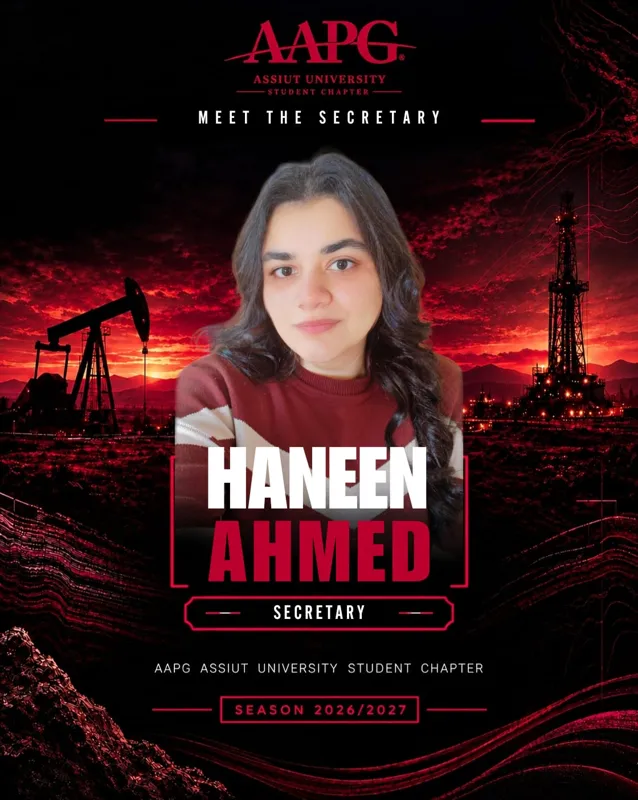 AAPG®
ASSIUT UNIVERSITY
STUDENT CHAPTER
MEET THE SECRETARY
HANEEN
AHMED
SECRETARY
AAPG ASSIUT UNIVERSITY STUDENT CHAPTER
SEASON 2026/2027